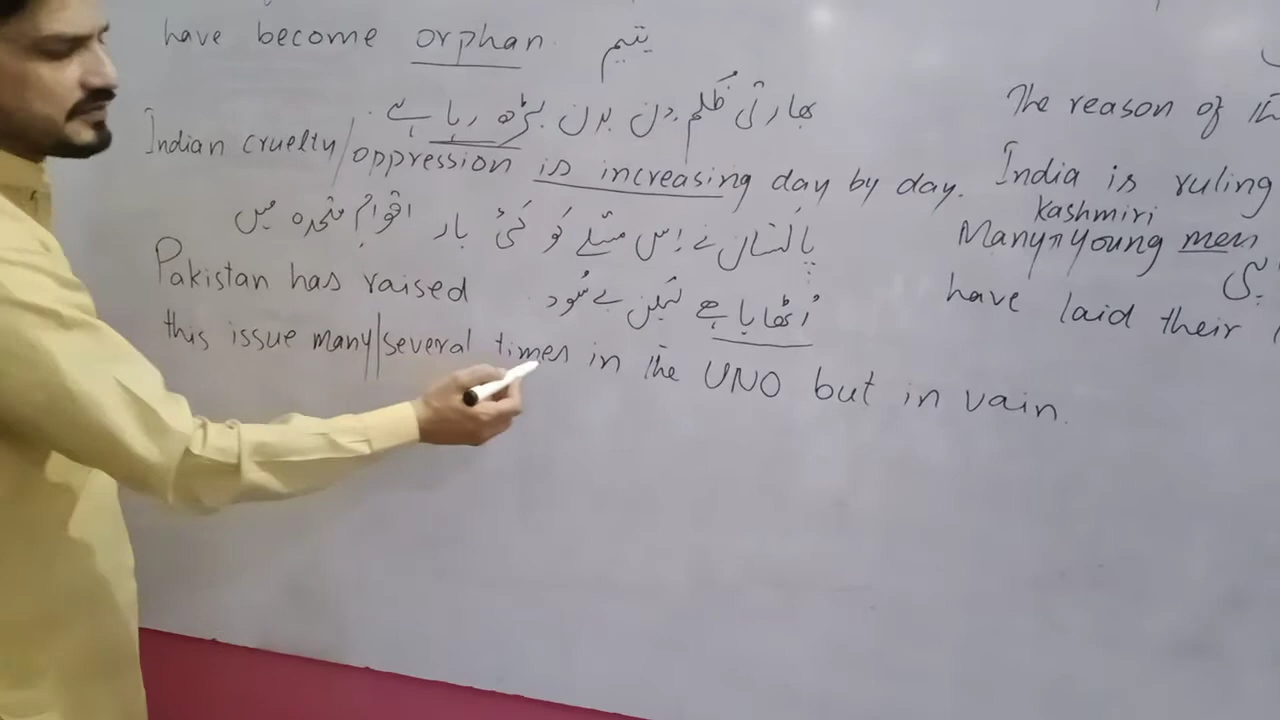 have become orphan. یتیم
بھارتی ظلم دن بدن بڑھ رہا ہے۔
Indian cruelty/oppression is increasing day by day.
پاکستان نے اِس مسئلے کو کئی بار اقوامِ متحدہ میں
اُٹھایا ہے لیکن بے سُود
Pakistan has raised
this issue many/several times in the UNO but in vain.
The reason of
India is ruling
Kashmiri
Many young men
have laid their